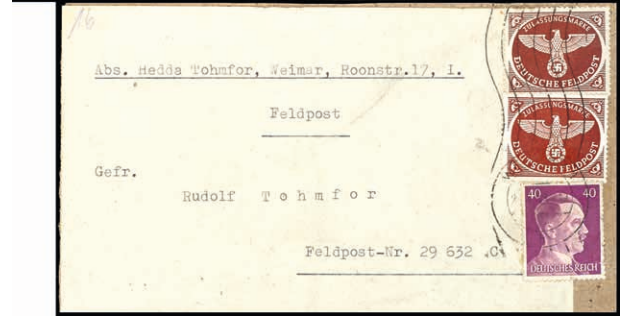 16
Abs. Hedda Tohmfor, Weimar, Roonstr.17, I.
Feldpost
Gefr.
Rudolf Tohmfor
Feldpost-Nr. 29 632 C
ZULASSUNGSMARKE
DEUTSCHE FELDPOST
ZULASSUNGSMARKE
DEUTSCHE FELDPOST
40 40
DEUTSCHES REICH